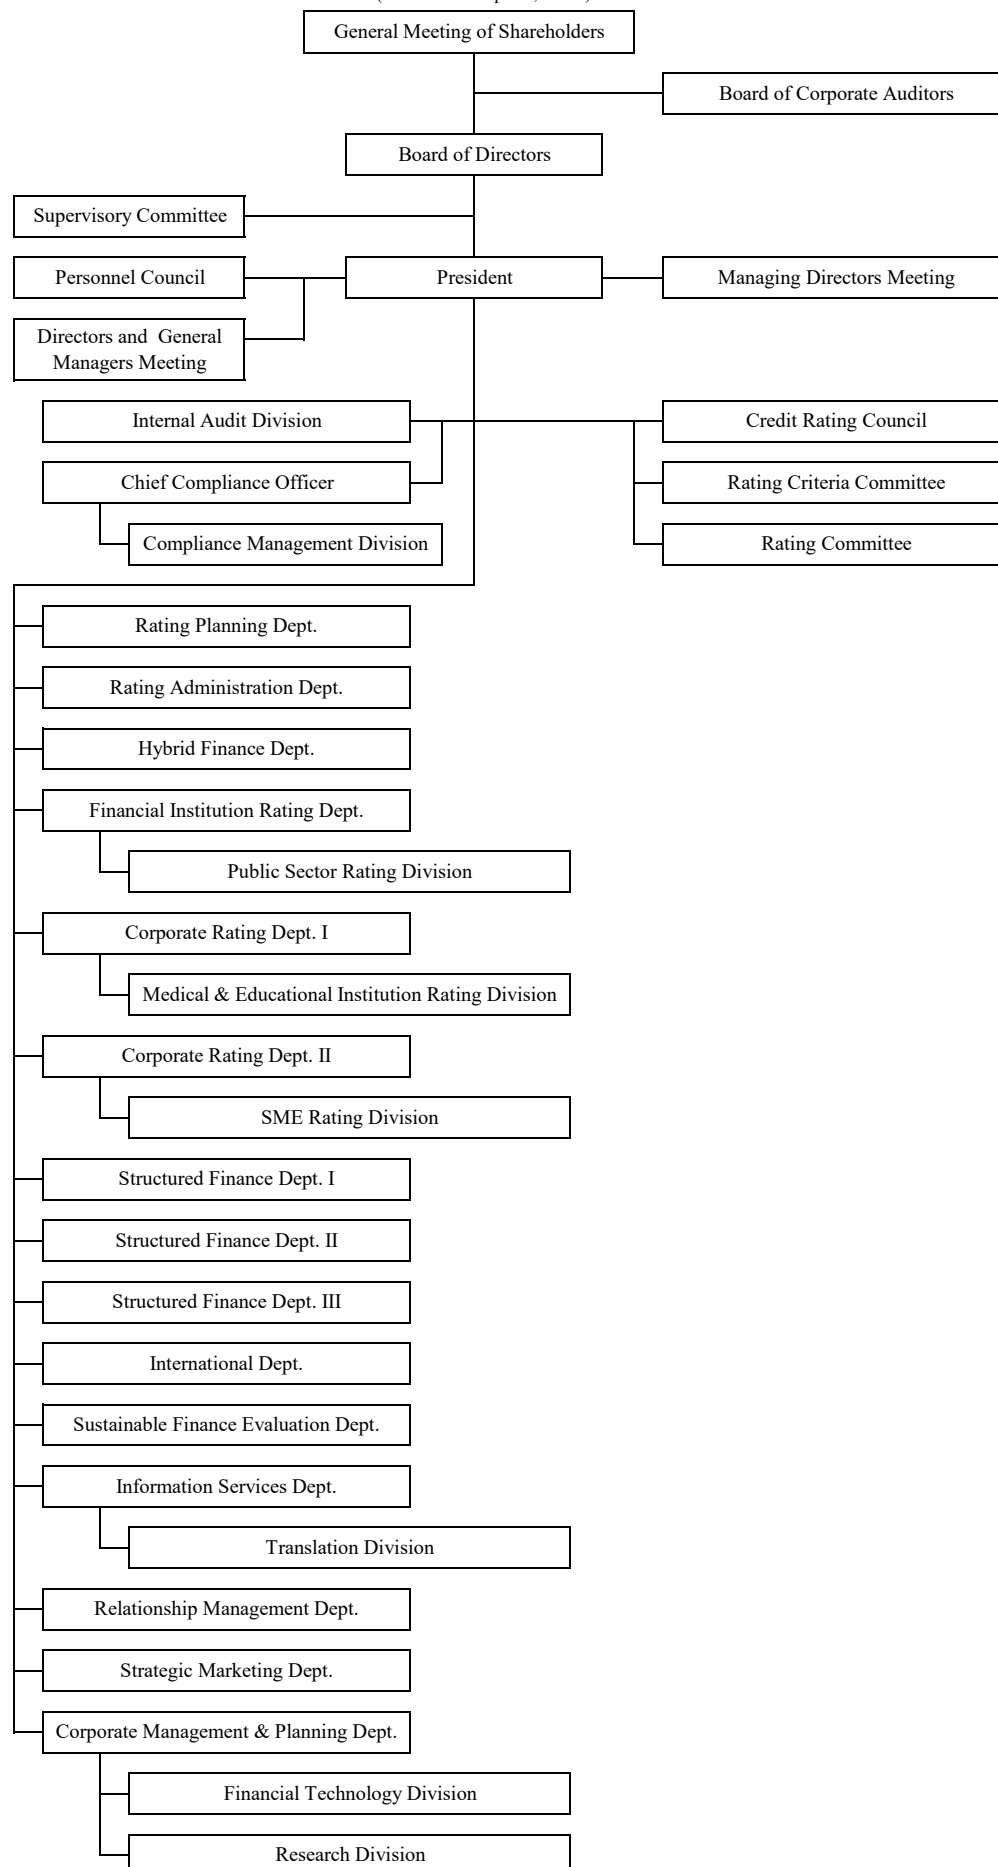 General Meeting of Shareholders
Board of Corporate Auditors
Board of Directors
Supervisory Committee
Personnel Council
President
Managing Directors Meeting
Directors and General
Managers Meeting
Internal Audit Division
Credit Rating Council
Chief Compliance Officer
Rating Criteria Committee
Compliance Management Division
Rating Committee
Rating Planning Dept.
Rating Administration Dept.
Hybrid Finance Dept.
Financial Institution Rating Dept.
Public Sector Rating Division
Corporate Rating Dept. I
Medical & Educational Institution Rating Division
Corporate Rating Dept. II
SME Rating Division
Structured Finance Dept. I
Structured Finance Dept. II
Structured Finance Dept. III
International Dept.
Sustainable Finance Evaluation Dept.
Information Services Dept.
Translation Division
Relationship Management Dept.
Strategic Marketing Dept.
Corporate Management & Planning Dept.
Financial Technology Division
Research Division